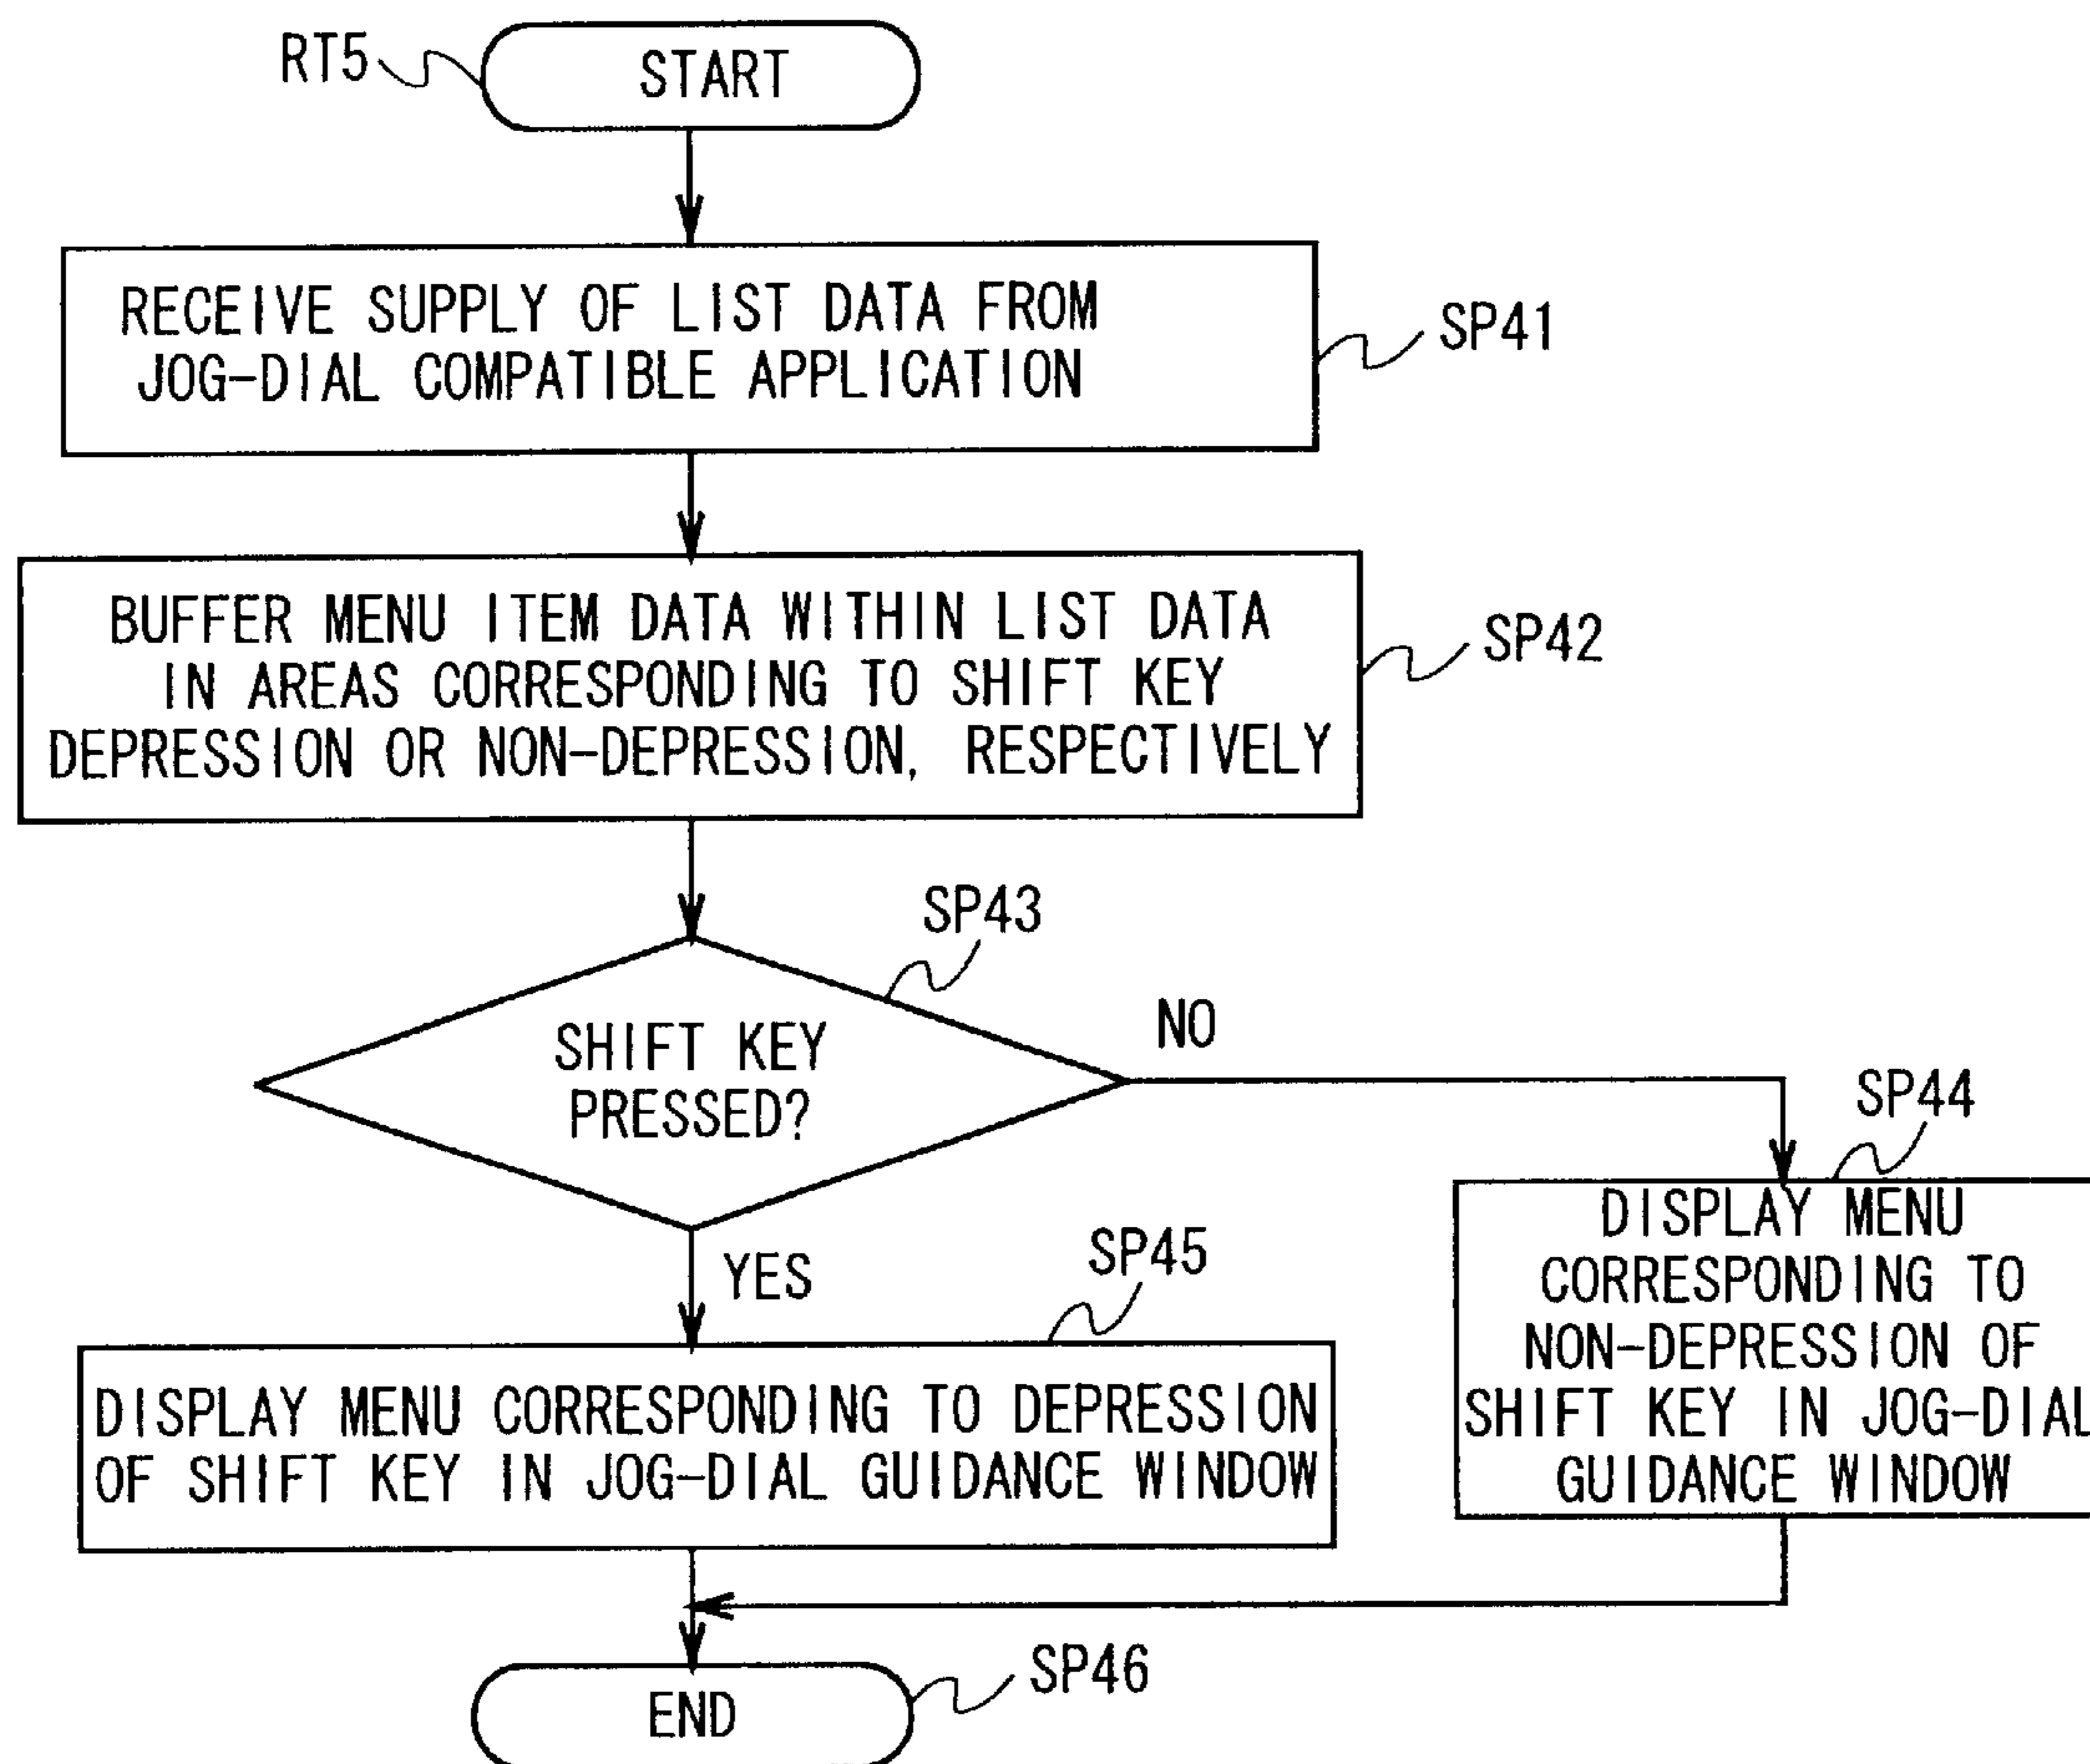 RT5
START
RECEIVE SUPPLY OF LIST DATA FROM
JOG-DIAL COMPATIBLE APPLICATION
SP41
BUFFER MENU ITEM DATA WITHIN LIST DATA
IN AREAS CORRESPONDING TO SHIFT KEY
DEPRESSION OR NON-DEPRESSION, RESPECTIVELY
SP42
SP43
SHIFT KEY
PRESSED?
NO
SP44
DISPLAY MENU
CORRESPONDING TO
NON-DEPRESSION OF
SHIFT KEY IN JOG-DIAL
GUIDANCE WINDOW
YES
SP45
DISPLAY MENU CORRESPONDING TO DEPRESSION
OF SHIFT KEY IN JOG-DIAL GUIDANCE WINDOW
END
SP46